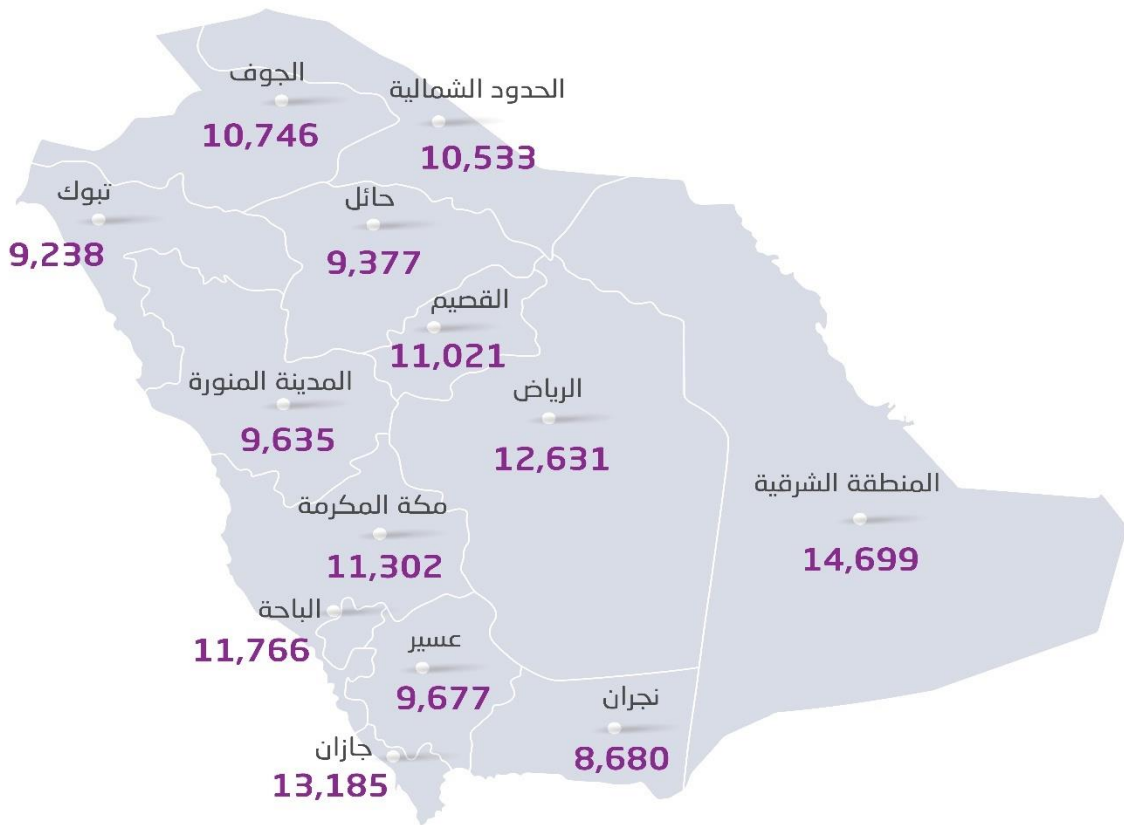 الجوف
10,746
الحدود الشمالية
10,533
تبوك
9,238
حائل
9,377
القصيم
11,021
المدينة المنورة
9,635
الرياض
12,631
المنطقة الشرقية
14,699
مكة المكرمة
11,302
الباحة
11,766
عسير
9,677
نجران
8,680
جازان
13,185